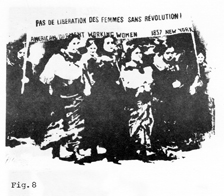 PAS DE LIBERATION DES FEMMES SANS REVOLUTION!
AMERICAN WORKING WOMEN 1857 NEW YORK
Fig.8